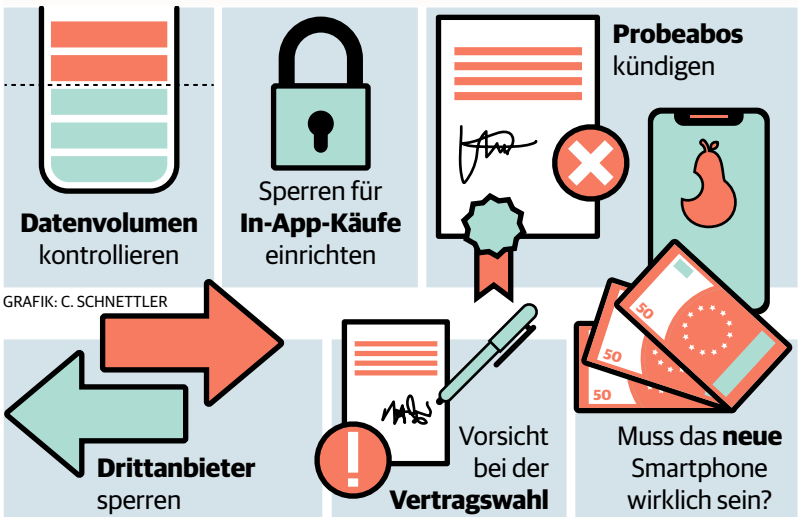 Datenvolumen
kontrollieren
Sperren für
In-App-Käufe
einrichten
Probeabos
kündigen
GRAFIK: C. SCHNETTLER
Drittanbieter
sperren
Vorsicht
bei der
Vertragswahl
50
50
50
Muss das neue
Smartphone
wirklich sein?